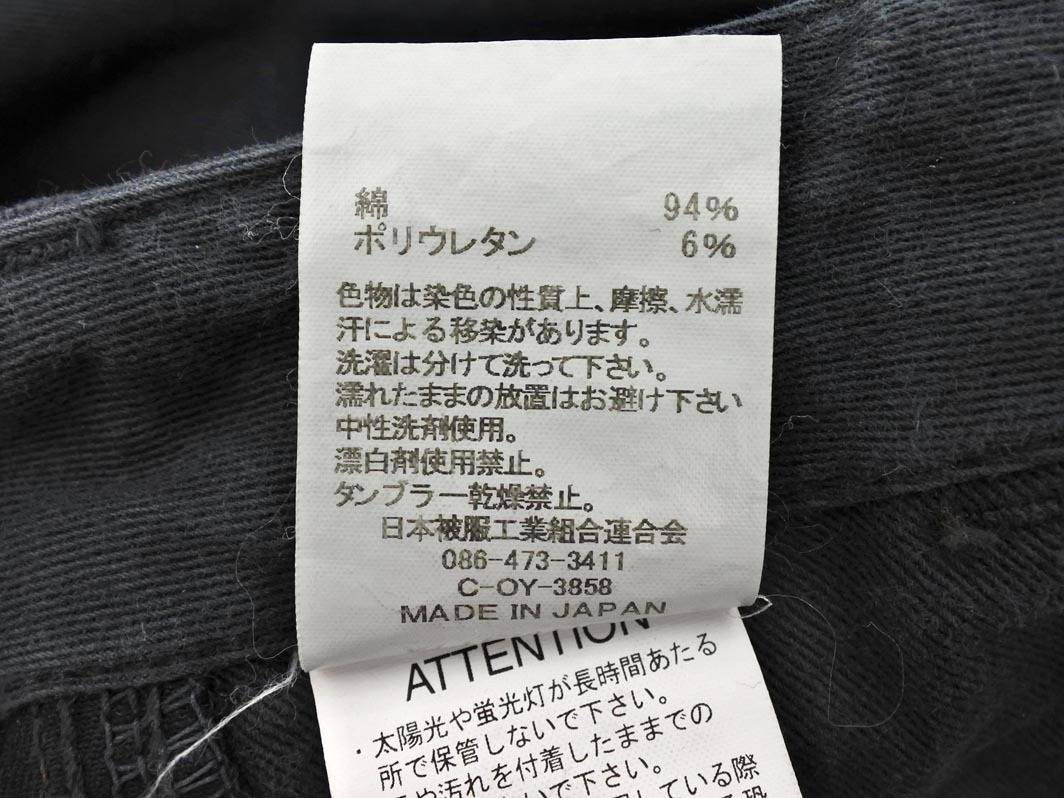 綿 94%
ポリウレタン 6%
色物は染色の性質上、摩擦、水濡
汗による移染があります。
洗濯は分けて洗って下さい。
濡れたままの放置はお避け下さい
中性洗剤使用。
漂白剤使用禁止。
タンブラー乾燥禁止。
日本被服工業組合連合会
086-473-3411
C-OY-3858
MADE IN JAPAN
ATTENTION
・太陽光や蛍光灯が長時間あたる
所で保管しないで下さい。
や汚れを付着したままでの
いで下さい。
している際